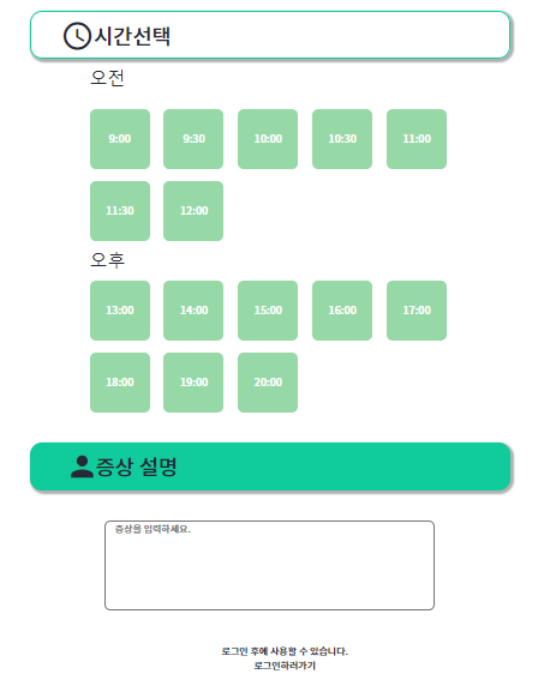 시간선택
오전
9:00 9:30 10:00 10:30 11:00
11:30 12:00
오후
13:00 14:00 15:00 16:00 17:00
18:00 19:00 20:00
증상 설명
증상을 입력하세요.
로그인 후에 사용할 수 있습니다.
로그인하러가기